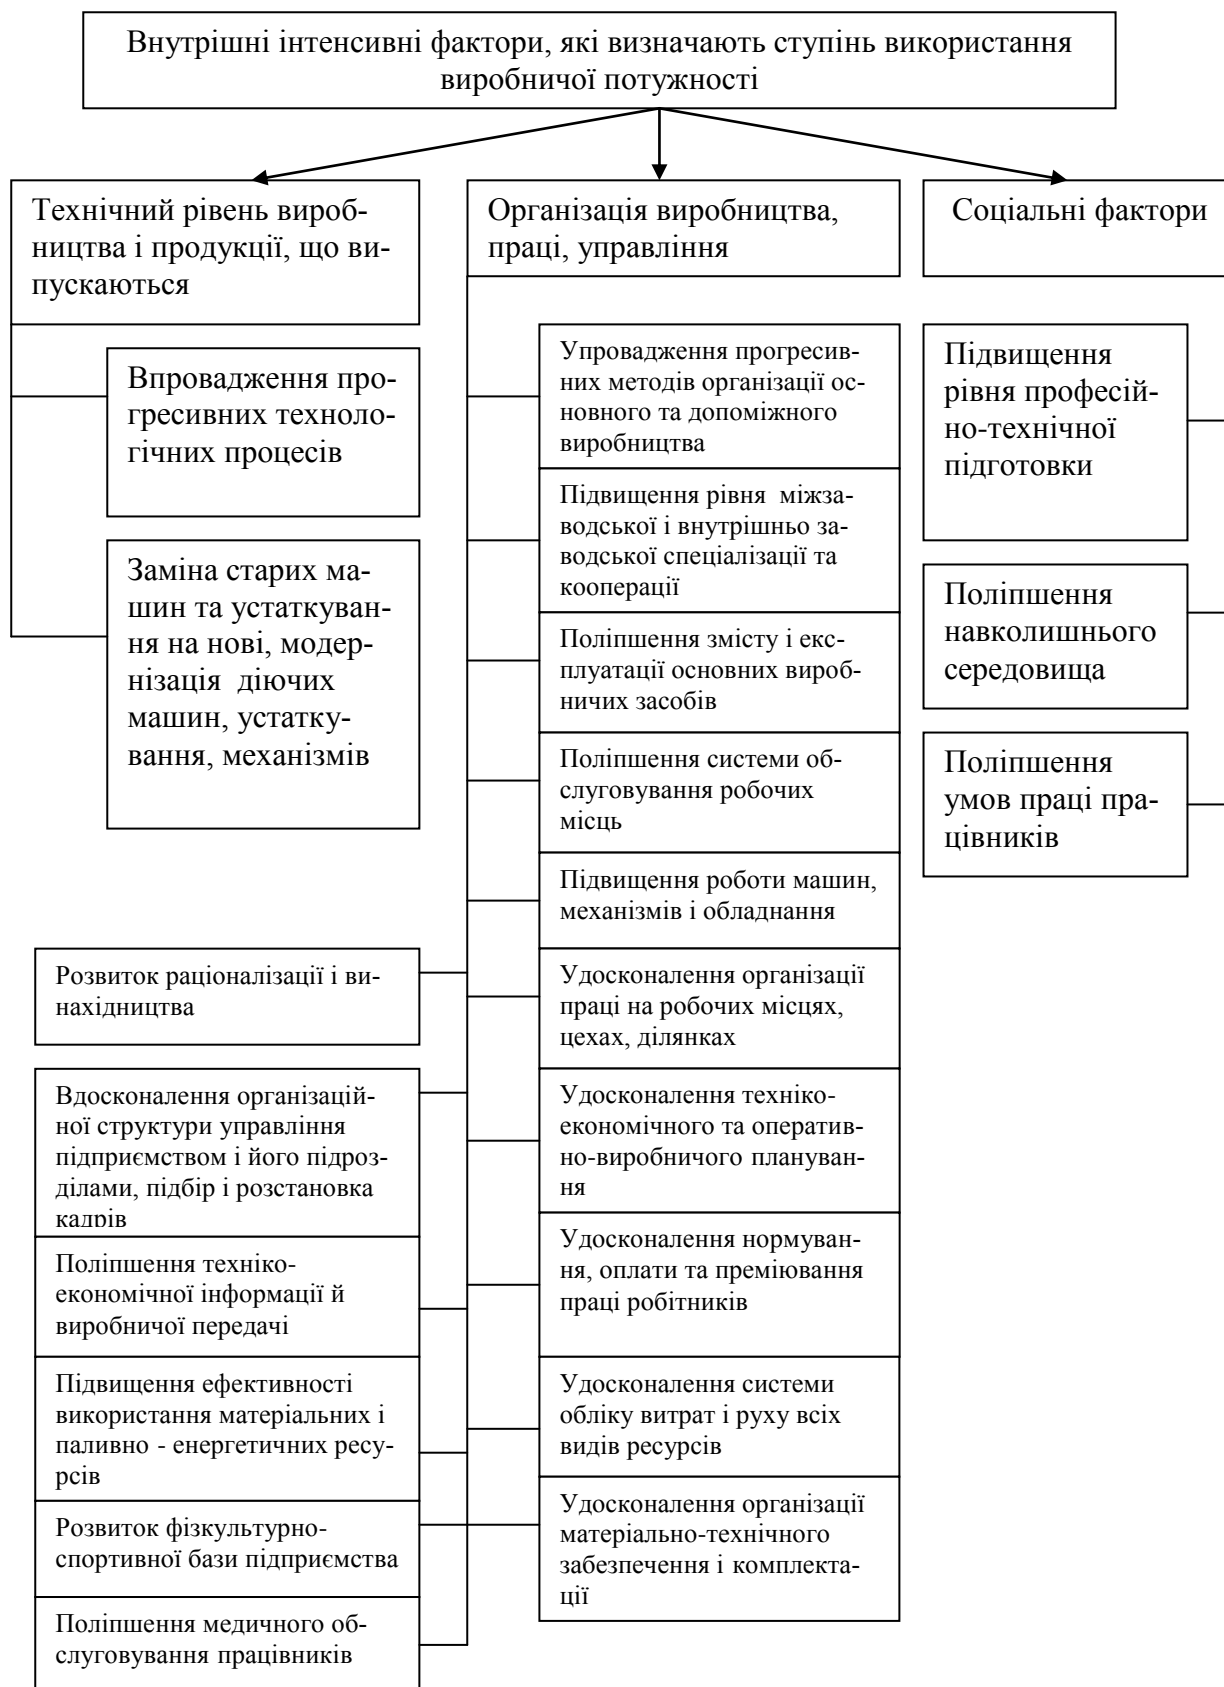 Внутрішні інтенсивні фактори, які визначають ступінь використання
виробничої потужності
Технічний рівень вироб-
ництва і продукції, що ви-
пускаються
Впровадження про-
гресивних техноло-
гічних процесів
Заміна старих ма-
шин та устаткуван-
ня на нові, модер-
нізація  діючих
машин, устатку-
вання, механізмів
Організація виробництва,
праці, управління
Упровадження прогресив-
них методів організації ос-
новного та допоміжного
виробництва
Підвищення рівня  міжза-
водської і внутрішньо за-
водської спеціалізації та
кооперації
Поліпшення змісту і екс-
плуатації основних вироб-
ничих засобів
Поліпшення системи об-
слуговування робочих
місць
Підвищення роботи машин,
механізмів і обладнання
Удосконалення організації
праці на робочих місцях,
цехах, ділянках
Удосконалення техніко-
економічного та оператив-
но-виробничого плануван-
ня
Удосконалення нормуван-
ня, оплати та преміювання
праці робітників
Удосконалення системи
обліку витрат і руху всіх
видів ресурсів
Удосконалення організації
матеріально-технічного
забезпечення і комплекта-
ції
Розвиток раціоналізації і ви-
нахідництва
Вдосконалення організацій-
ної структури управління
підприємством і його підроз-
ділами, підбір і розстановка
кадрів
Поліпшення техніко-
економічної інформації й
виробничої передачі
Підвищення ефективності
використання матеріальних і
паливно - енергетичних ресу-
рсів
Розвиток фізкультурно-
спортивної бази підприємства
Поліпшення медичного об-
слуговування працівників
Соціальні фактори
Підвищення
рівня професій-
но-технічної
підготовки
Поліпшення
навколишнього
середовища
Поліпшення
умов праці пра-
цівників